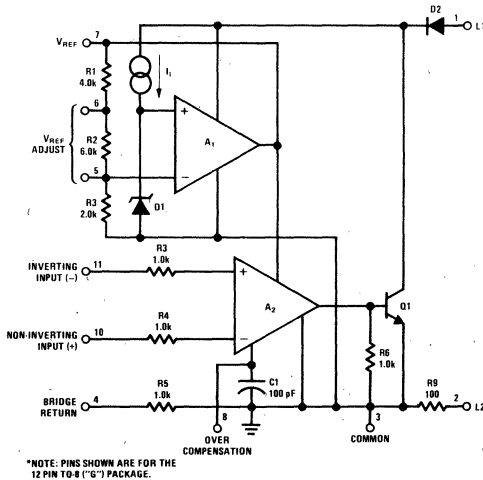 D2
1
L1
7
V REF
R1
4.0k
I₁
6
V REF
ADJUST
R2
6.0k
+
A₁
5
−
R3
2.0k
D1
11
INVERTING
INPUT (−)
R3
1.0k
+
A₂
Q1
10
NON-INVERTING
INPUT (+)
R4
1.0k
−
R6
1.0k
4
BRIDGE
RETURN
R5
1.0k
C1
100 pF
R9
100
2
L2
8
OVER
COMPENSATION
3
COMMON
*NOTE: PINS SHOWN ARE FOR THE
12 PIN TO-8 ("G") PACKAGE.